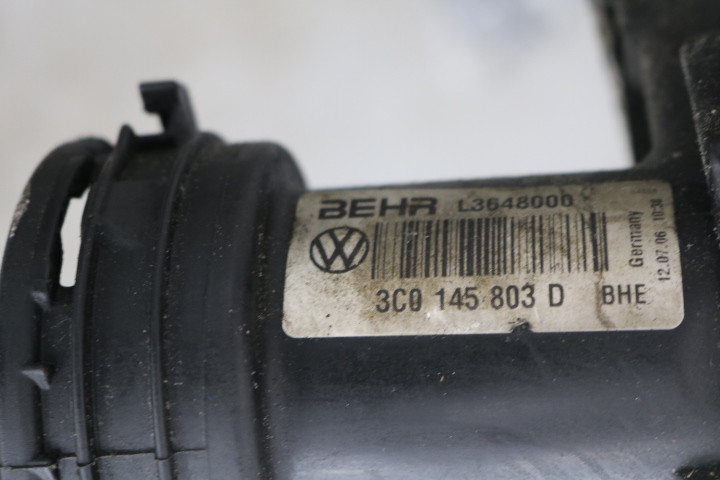 BEHR L3648000
3C0 145 803 D BHE
Germany
12.07.06 10:38